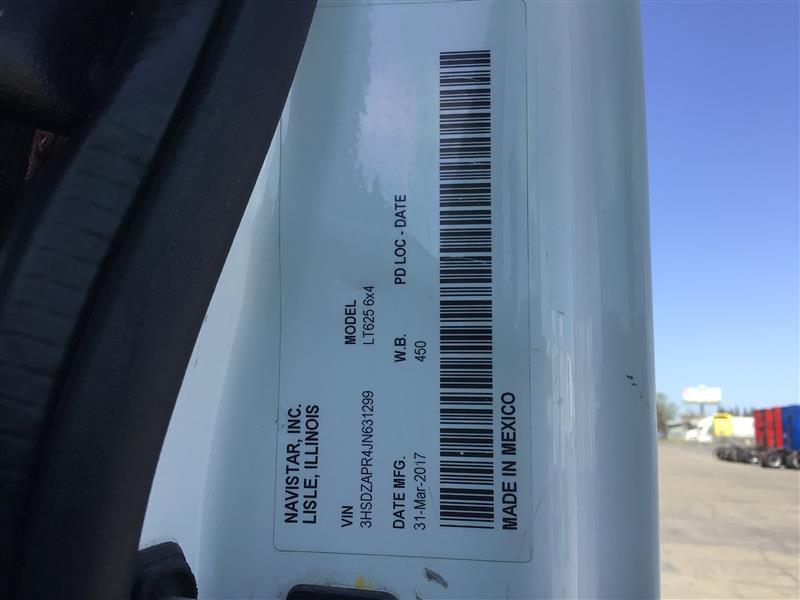 NAVISTAR, INC.
LISLE, ILLINOIS
VIN MODEL
3HSDZAPR4JN631299 LT625 6x4
DATE MFG. W.B. PD LOC - DATE
31-Mar-2017 450
MADE IN MEXICO